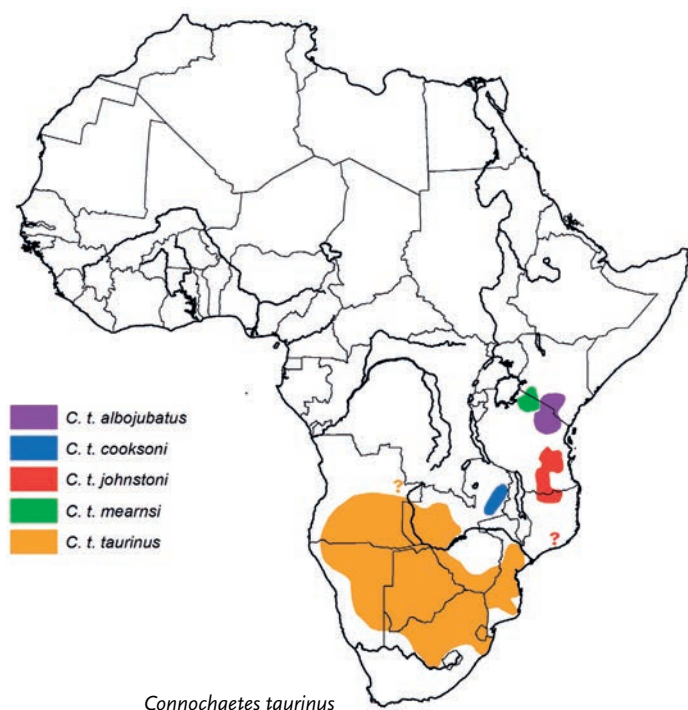 C. t. albojubatus
C. t. cooksoni
C. t. johnstoni
C. t. mearnsi
C. t. taurinus
?
?
Connochaetes taurinus